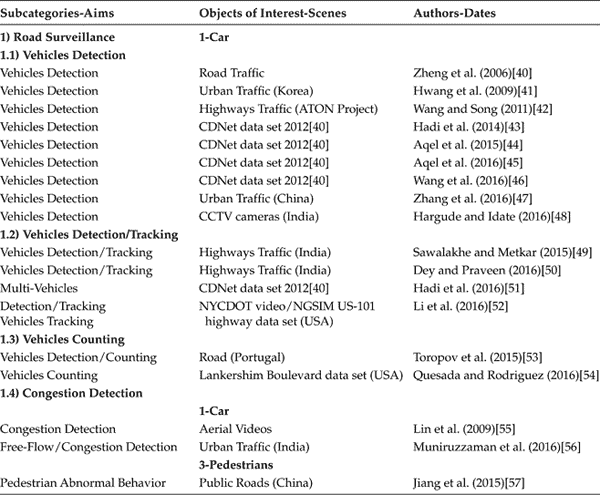 Subcategories-Aims Objects of Interest-Scenes Authors-Dates
1) Road Surveillance 1-Car
1.1) Vehicles Detection
Vehicles Detection Road Traffic Zheng et al. (2006)[40]
Vehicles Detection Urban Traffic (Korea) Hwang et al. (2009)[41]
Vehicles Detection Highways Traffic (ATON Project) Wang and Song (2011)[42]
Vehicles Detection CDNet data set 2012[40] Hadi et al. (2014)[43]
Vehicles Detection CDNet data set 2012[40] Aqel et al. (2015)[44]
Vehicles Detection CDNet data set 2012[40] Aqel et al. (2016)[45]
Vehicles Detection CDNet data set 2012[40] Wang et al. (2016)[46]
Vehicles Detection Urban Traffic (China) Zhang et al. (2016)[47]
Vehicles Detection CCTV cameras (India) Hargude and Idate (2016)[48]
1.2) Vehicles Detection/Tracking
Vehicles Detection/Tracking Highways Traffic (India) Sawalakhe and Metkar (2015)[49]
Vehicles Detection/Tracking Highways Traffic (India) Dey and Praveen (2016)[50]
Multi-Vehicles CDNet data set 2012[40] Hadi et al. (2016)[51]
Detection/Tracking NYCDOT video/NGSIM US-101 Li et al. (2016)[52]
Vehicles Tracking highway data set (USA)
1.3) Vehicles Counting
Vehicles Detection/Counting Road (Portugal) Toropov et al. (2015)[53]
Vehicles Counting Lankershim Boulevard data set (USA) Quesada and Rodriguez (2016)[54]
1.4) Congestion Detection
1-Car
Congestion Detection Aerial Videos Lin et al. (2009)[55]
Free-Flow/Congestion Detection Urban Traffic (India) Muniruzzaman et al. (2016)[56]
3-Pedestrians
Pedestrian Abnormal Behavior Public Roads (China) Jiang et al. (2015)[57]